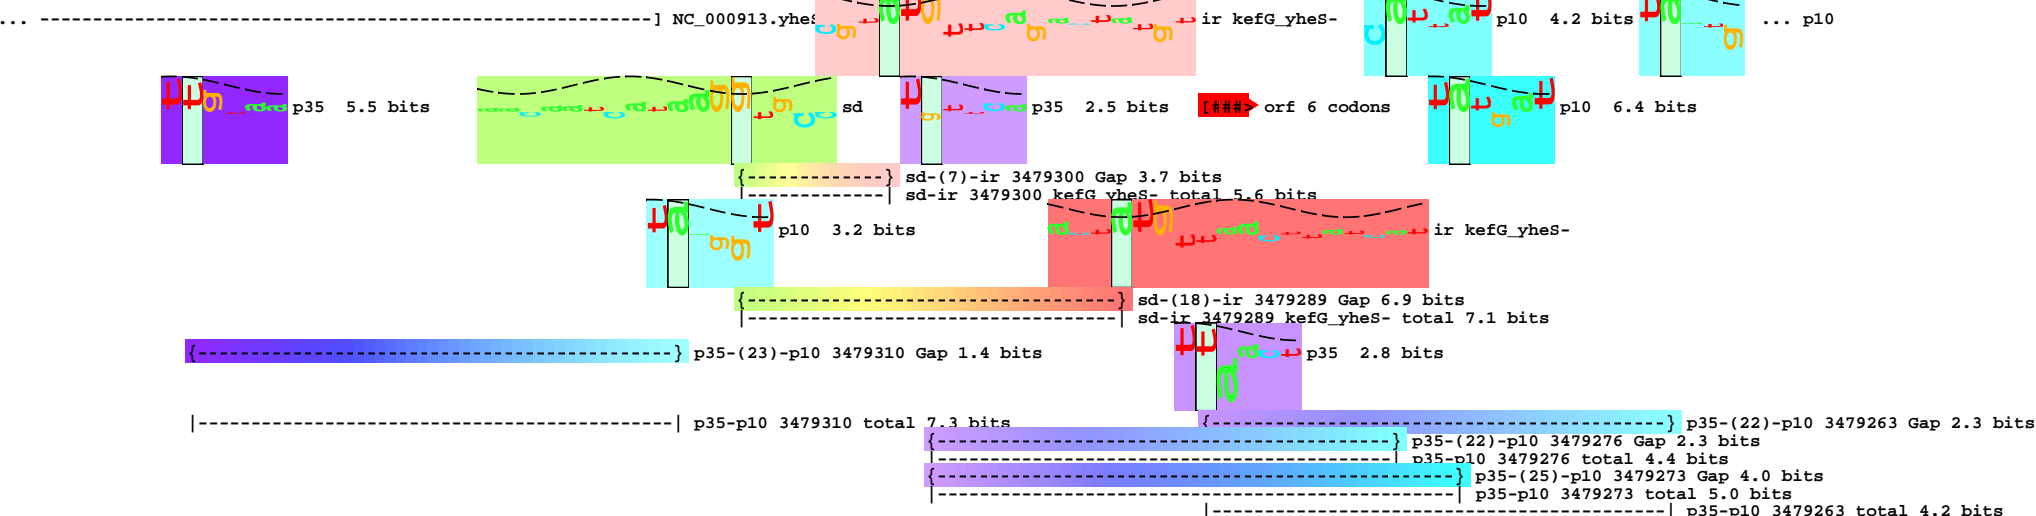 ... ---------------------------------------------------------] NC_000913.yhe
ir kefG_yheS-
p10 4.2 bits
... p10
p35 5.5 bits
sd
p35 2.5 bits
[###> orf 6 codons
p10 6.4 bits
{-------------} sd-(7)-ir 3479300 Gap 3.7 bits
|-------------| sd-ir 3479300 kefG_yheS- total 5.6 bits
p10 3.2 bits
ir kefG_yheS-
{-----------------------------------} sd-(18)-ir 3479289 Gap 6.9 bits
|-----------------------------------| sd-ir 3479289 kefG_yheS- total 7.1 bits
{---------------------------------------------} p35-(23)-p10 3479310 Gap 1.4 bits
p35 2.8 bits
|---------------------------------------------| p35-p10 3479310 total 7.3 bits
{-------------------------------------------} p35-(22)-p10 3479263 Gap 2.3 bits
{-------------------------------------------} p35-(22)-p10 3479276 Gap 2.3 bits
|-------------------------------------------| p35-p10 3479276 total 4.4 bits
{-------------------------------------------------} p35-(25)-p10 3479273 Gap 4.0 bits
|-------------------------------------------------| p35-p10 3479273 total 5.0 bits
|-------------------------------------------| p35-p10 3479263 total 4.2 bits